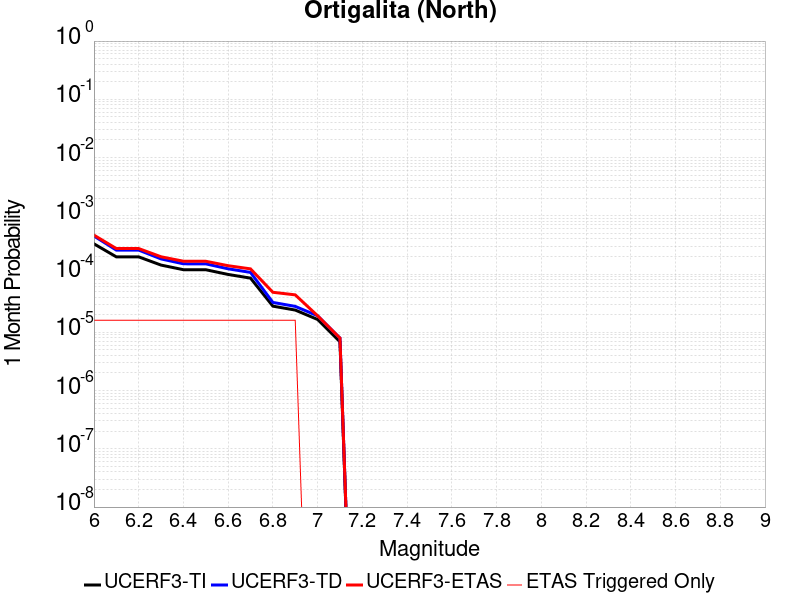 Ortigalita (North)
10^0
10^-1
10^-2
10^-3
10^-4
10^-5
10^-6
10^-7
10^-8
1 Month Probability
6 6.2 6.4 6.6 6.8 7 7.2 7.4 7.6 7.8 8 8.2 8.4 8.6 8.8 9
Magnitude
UCERF3-TI UCERF3-TD UCERF3-ETAS ETAS Triggered Only